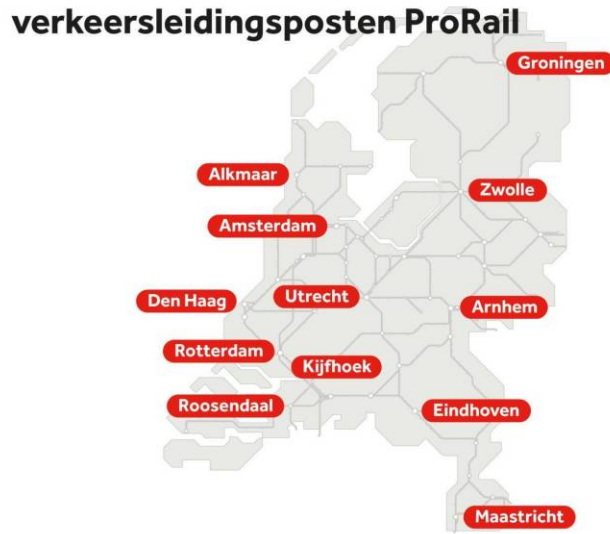 verkeersleidingsposten ProRail
Groningen
Alkmaar
Zwolle
Amsterdam
Den Haag
Utrecht
Arnhem
Rotterdam
Kijfhoek
Roosendaal
Eindhoven
Maastricht